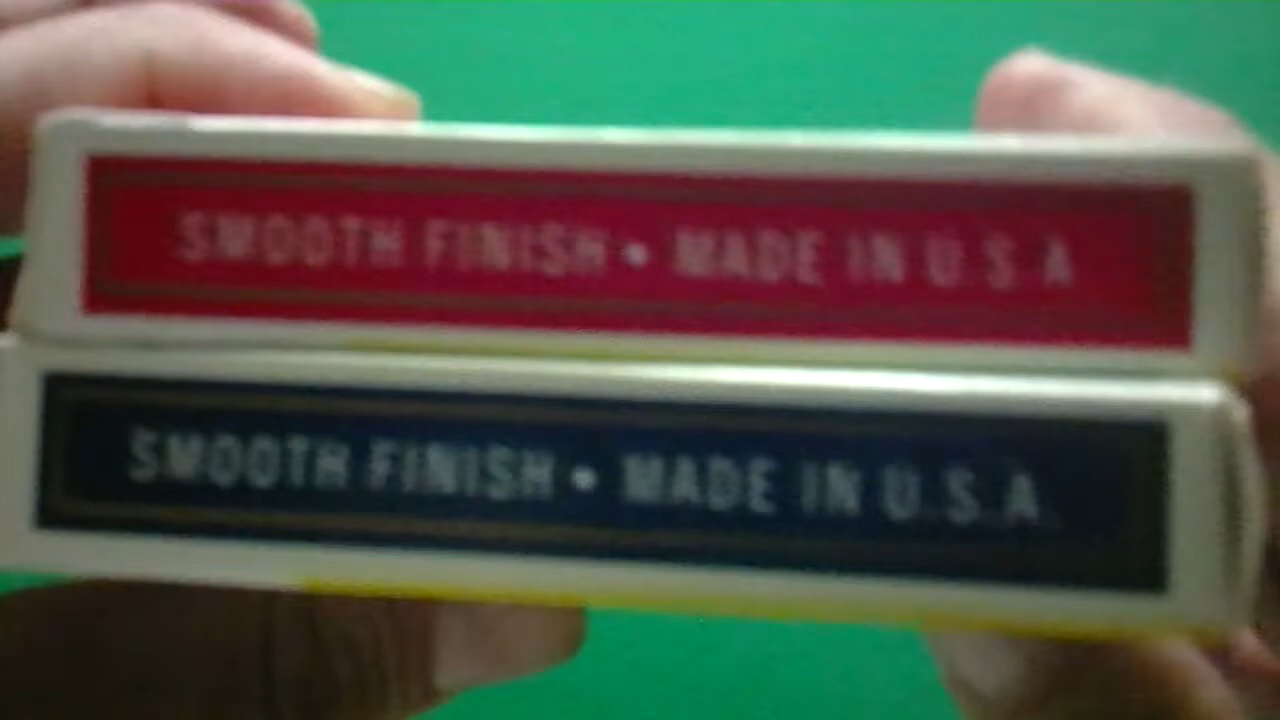 SMOOTH FINISH • MADE IN U.S.A
SMOOTH FINISH • MADE IN U.S.A.